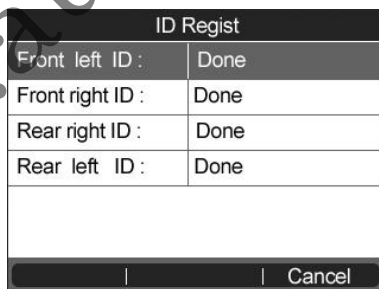 ID Regist
Front left ID : Done
Front right ID : Done
Rear right ID : Done
Rear left ID : Done
Cancel